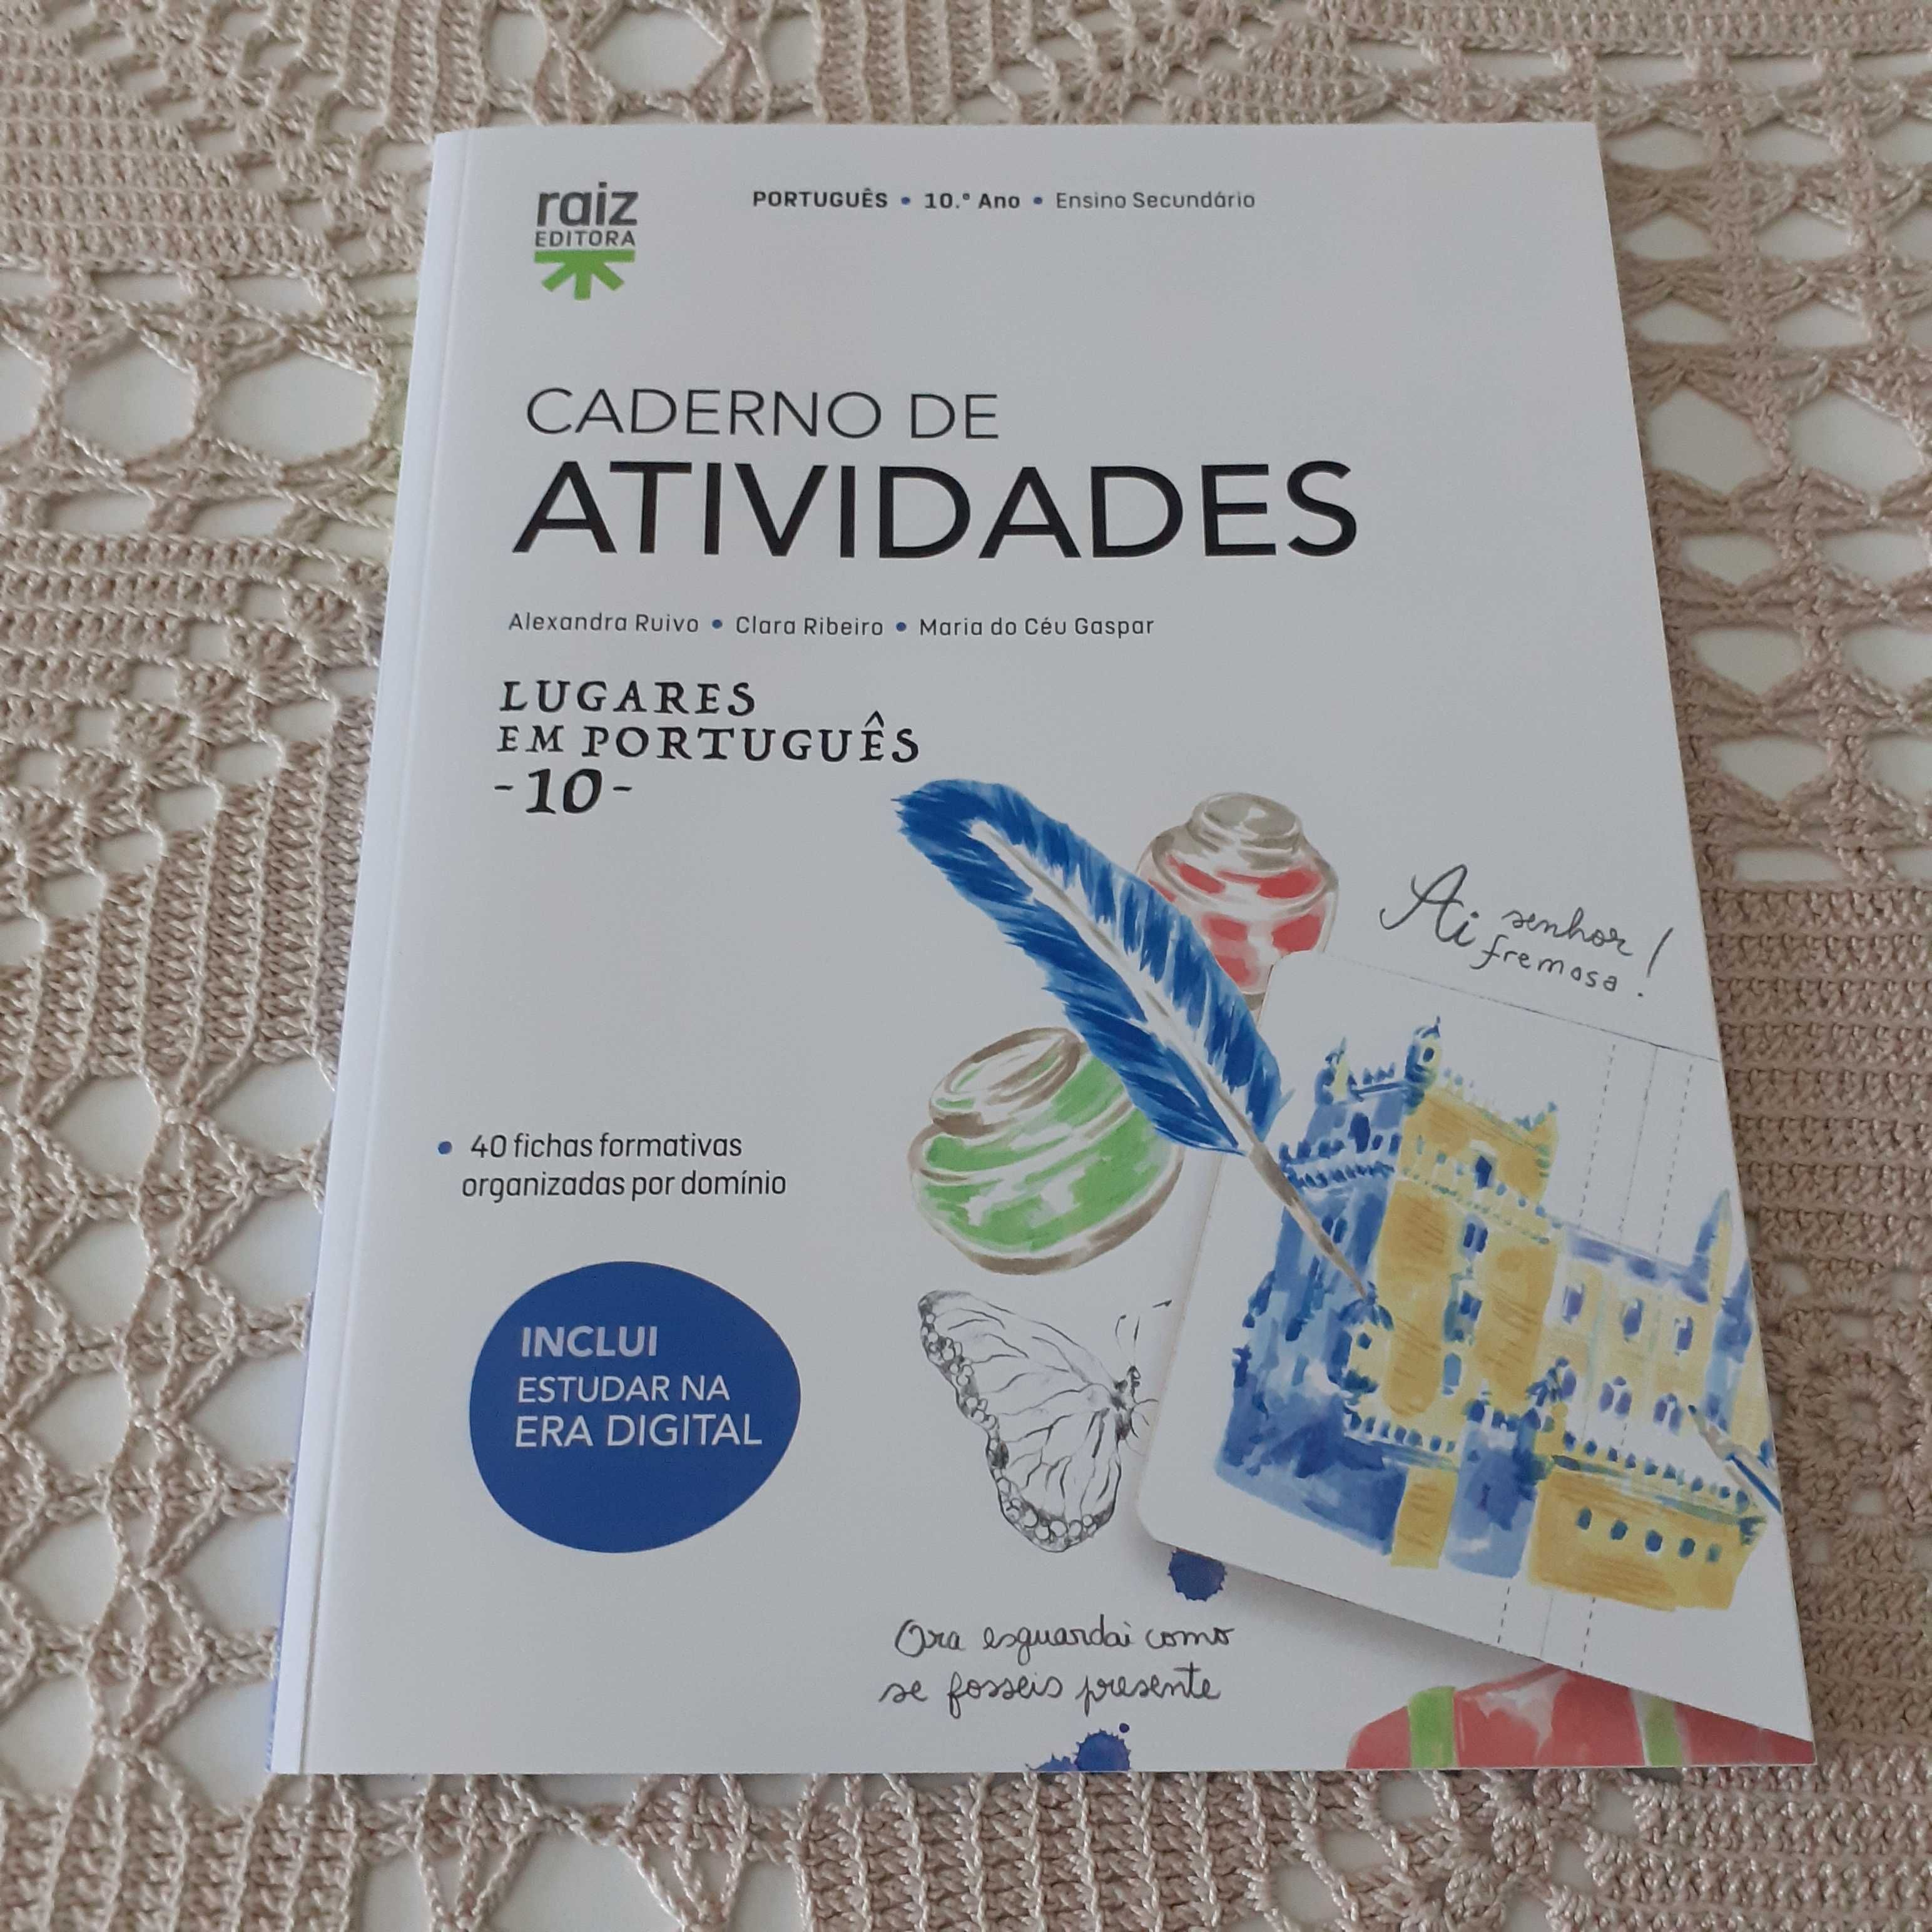 raiz
EDITORA
PORTUGUÊS • 10.º Ano • Ensino Secundário
CADERNO DE
ATIVIDADES
Alexandra Ruivo • Clara Ribeiro • Maria do Céu Gaspar
LUGARES
EM PORTUGUÊS
-10-
Ai senhor
fremosa!
• 40 fichas formativas
organizadas por domínio
INCLUI
ESTUDAR NA
ERA DIGITAL
Ora esguardai como
se fosseis presente